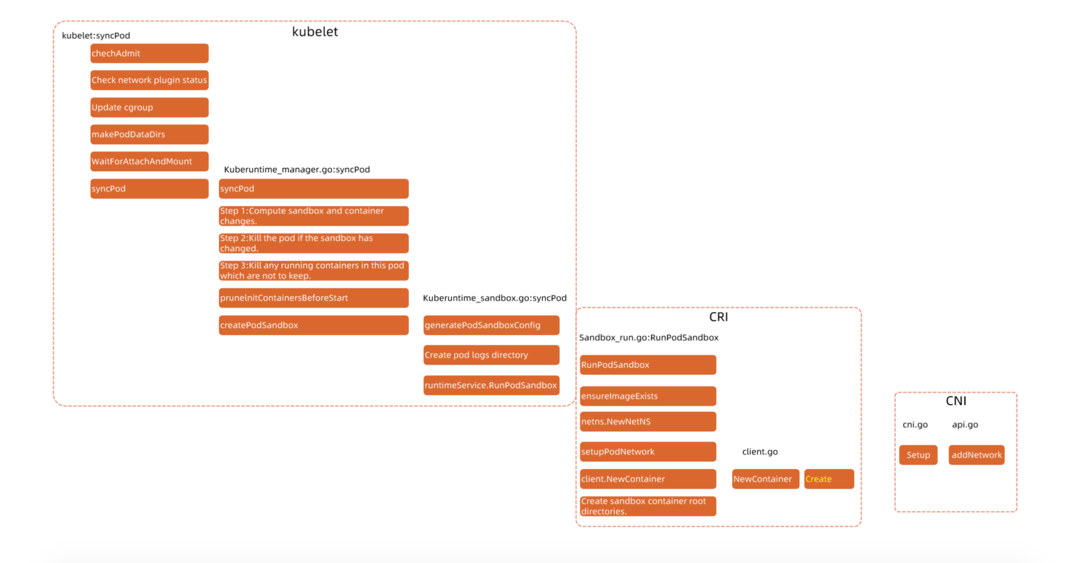 kubelet
kubelet:syncPod
chechAdmit
Check network plugin status
Update cgroup
makePodDataDirs
WaitForAttachAndMount
syncPod
Kuberuntime_manager.go:syncPod
syncPod
Step 1:Compute sandbox and container
changes.
Step 2:Kill the pod if the sandbox has
changed.
Step 3:Kill any running containers in this pod
which are not to keep.
pruneInitContainersBeforeStart
createPodSandbox
Kuberuntime_sandbox.go:syncPod
generatePodSandboxConfig
Create pod logs directory
runtimeService.RunPodSandbox
CRI
Sandbox_run.go:RunPodSandbox
RunPodSandbox
ensureImageExists
netns.NewNetNS
setupPodNetwork
client.NewContainer
Create sandbox container root
directories.
client.go
NewContainer
Create
CNI
cni.go
api.go
Setup
addNetwork